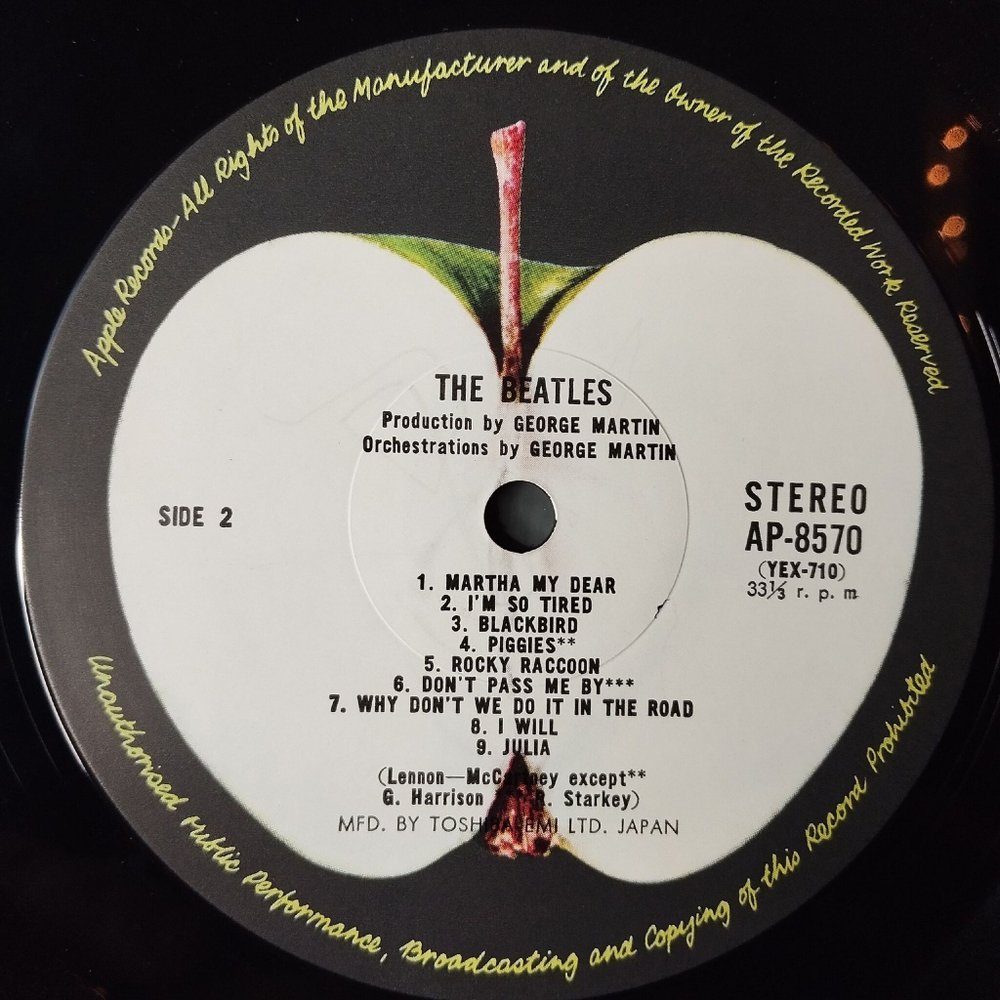 Apple Records-All Rights of the Manufacturer and of the Owner of the Recorded Work Reserved
THE BEATLES
Production by GEORGE MARTIN
Orchestrations by GEORGE MARTIN
SIDE 2
STEREO
AP-8570
(YEX-710)
33⅓ r. p. m
1. MARTHA MY DEAR
2. I'M SO TIRED
3. BLACKBIRD
4. PIGGIES**
5. ROCKY RACCOON
6. DON'T PASS ME BY***
7. WHY DON'T WE DO IT IN THE ROAD
8. I WILL
9. JULIA
(Lennon—McCartney except**
G. Harrison R. Starkey)
MFD. BY TOSHIBA-EMI LTD. JAPAN
Unauthorised Public Performance, Broadcasting and Copying of this Record Prohibited